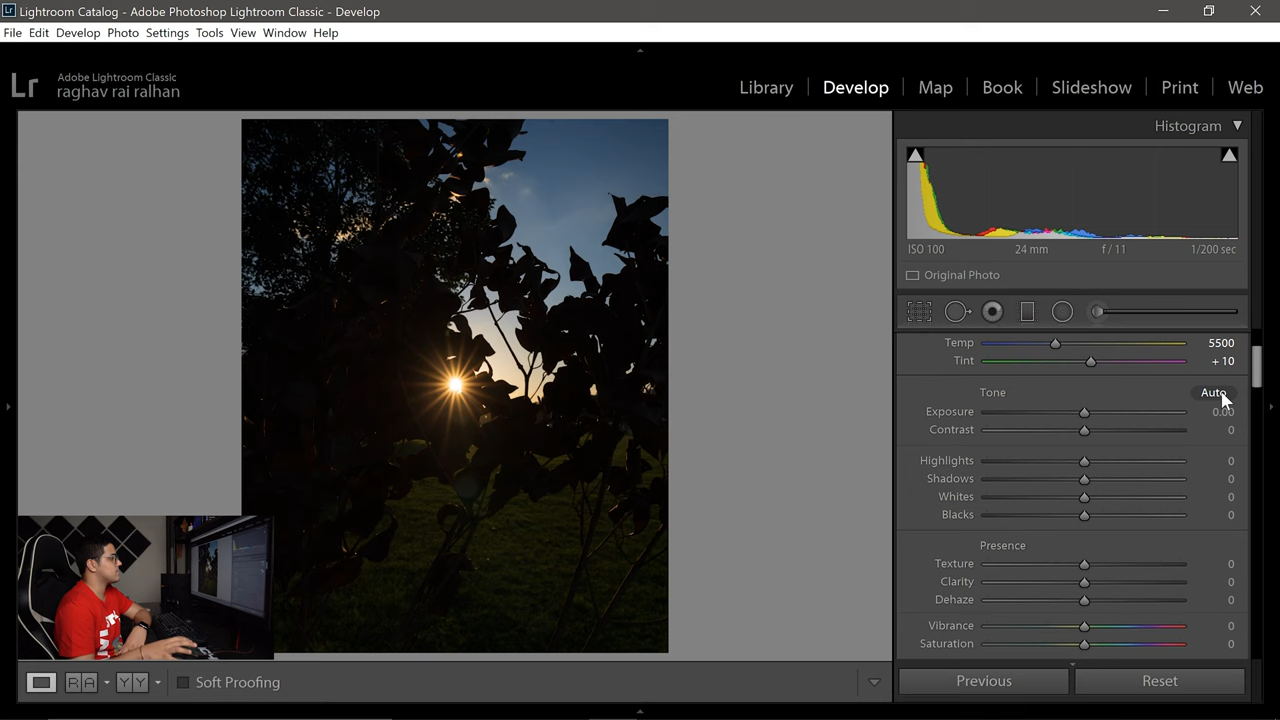 Lr Lightroom Catalog - Adobe Photoshop Lightroom Classic - Develop
File Edit Develop Photo Settings Tools View Window Help
Lr Adobe Lightroom Classic
raghav rai ralhan
Library Develop Map Book Slideshow Print Web
Histogram
ISO 100 24 mm f / 11 1/200 sec
Original Photo
Temp 5500
Tint + 10
Tone Auto
Exposure 0.00
Contrast 0
Highlights 0
Shadows 0
Whites 0
Blacks 0
Presence
Texture 0
Clarity 0
Dehaze 0
Vibrance 0
Saturation 0
R A Y Y Soft Proofing
Previous Reset